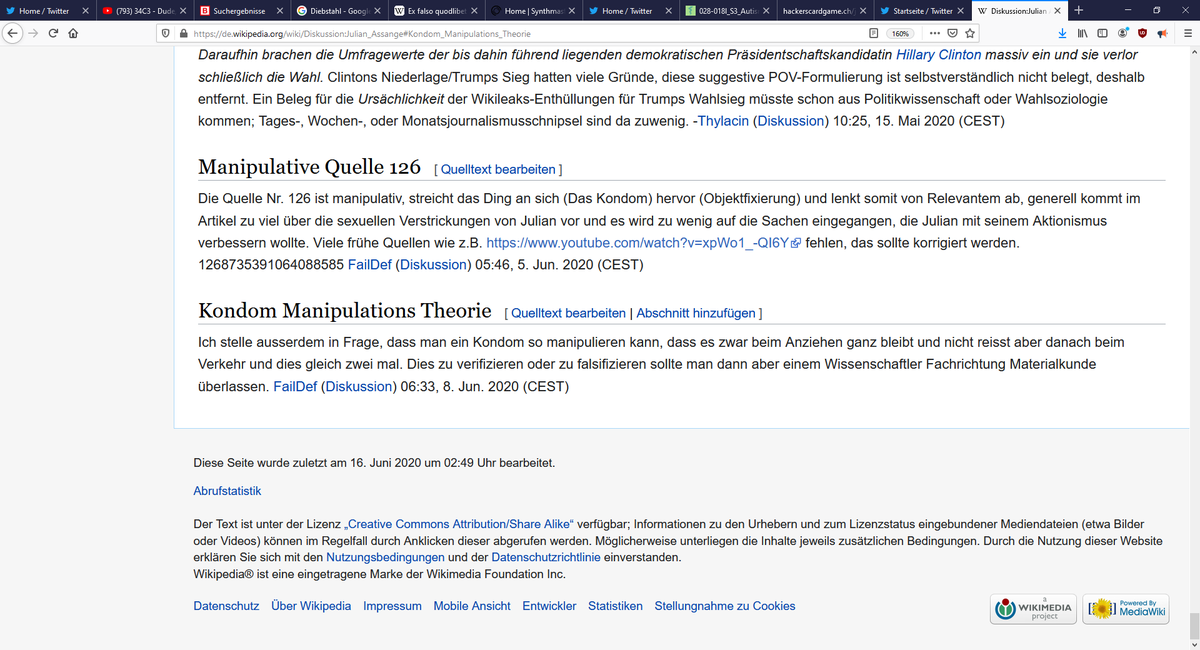 Home / Twitter
(793) 34C3 - Dude
Suchergebnisse
Diebstahl - Google
Ex falso quodlibet
Home | Synthman
Home / Twitter
028-018l_S3_Autis
hackerscardgame.ch/
Startseite / Twitter
Diskussion:Julian
https://de.wikipedia.org/wiki/Diskussion:Julian_Assange#Kondom_Manipulations_Theorie
160%
Daraufhin brachen die Umfragewerte der bis dahin führend liegenden demokratischen Präsidentschaftskandidatin Hillary Clinton massiv ein und sie verlor
schließlich die Wahl. Clintons Niederlage/Trumps Sieg hatten viele Gründe, diese suggestive POV-Formulierung ist selbstverständlich nicht belegt, deshalb
entfernt. Ein Beleg für die Ursächlichkeit der Wikileaks-Enthüllungen für Trumps Wahlsieg müsste schon aus Politikwissenschaft oder Wahlsoziologie
kommen; Tages-, Wochen-, oder Monatsjournalismusschnipsel sind da zuwenig. -Thylacin (Diskussion) 10:25, 15. Mai 2020 (CEST)
Manipulative Quelle 126 [ Quelltext bearbeiten ]
Die Quelle Nr. 126 ist manipulativ, streicht das Ding an sich (Das Kondom) hervor (Objektfixierung) und lenkt somit von Relevantem ab, generell kommt im
Artikel zu viel über die sexuellen Verstrickungen von Julian vor und es wird zu wenig auf die Sachen eingegangen, die Julian mit seinem Aktionismus
verbessern wollte. Viele frühe Quellen wie z.B. https://www.youtube.com/watch?v=xpWo1_-QI6Y fehlen, das sollte korrigiert werden.
1268735391064088585 FailDef (Diskussion) 05:46, 5. Jun. 2020 (CEST)
Kondom Manipulations Theorie [ Quelltext bearbeiten | Abschnitt hinzufügen ]
Ich stelle ausserdem in Frage, dass man ein Kondom so manipulieren kann, dass es zwar beim Anziehen ganz bleibt und nicht reisst aber danach beim
Verkehr und dies gleich zwei mal. Dies zu verifizieren oder zu falsifizieren sollte man dann aber einem Wissenschaftler Fachrichtung Materialkunde
überlassen. FailDef (Diskussion) 06:33, 8. Jun. 2020 (CEST)
Diese Seite wurde zuletzt am 16. Juni 2020 um 02:49 Uhr bearbeitet.
Abrufstatistik
Der Text ist unter der Lizenz „Creative Commons Attribution/Share Alike“ verfügbar; Informationen zu den Urhebern und zum Lizenzstatus eingebundener Mediendateien (etwa Bilder
oder Videos) können im Regelfall durch Anklicken dieser abgerufen werden. Möglicherweise unterliegen die Inhalte jeweils zusätzlichen Bedingungen. Durch die Nutzung dieser Website
erklären Sie sich mit den Nutzungsbedingungen und der Datenschutzrichtlinie einverstanden.
Wikipedia® ist eine eingetragene Marke der Wikimedia Foundation Inc.
Datenschutz Über Wikipedia Impressum Mobile Ansicht Entwickler Statistiken Stellungnahme zu Cookies
a
WIKIMEDIA
project
Powered By
MediaWiki